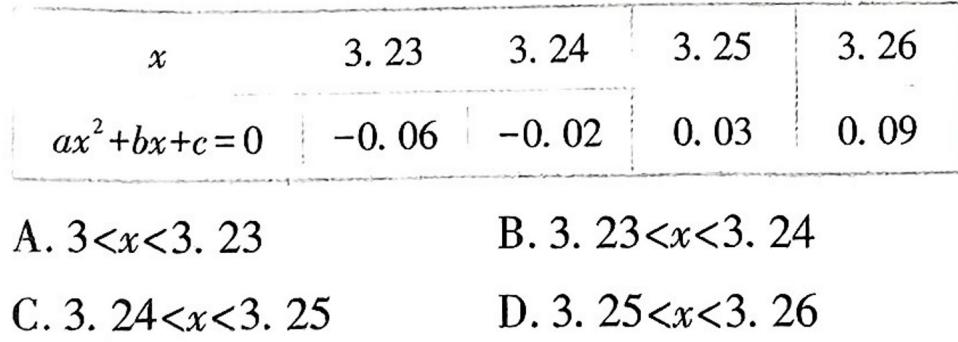 x 3. 23 3. 24 3. 25 3. 26
ax²+bx+c=0 -0. 06 -0. 02 0. 03 0. 09
A. 3<x<3. 23 B. 3. 23<x<3. 24
C. 3. 24<x<3. 25 D. 3. 25<x<3. 26